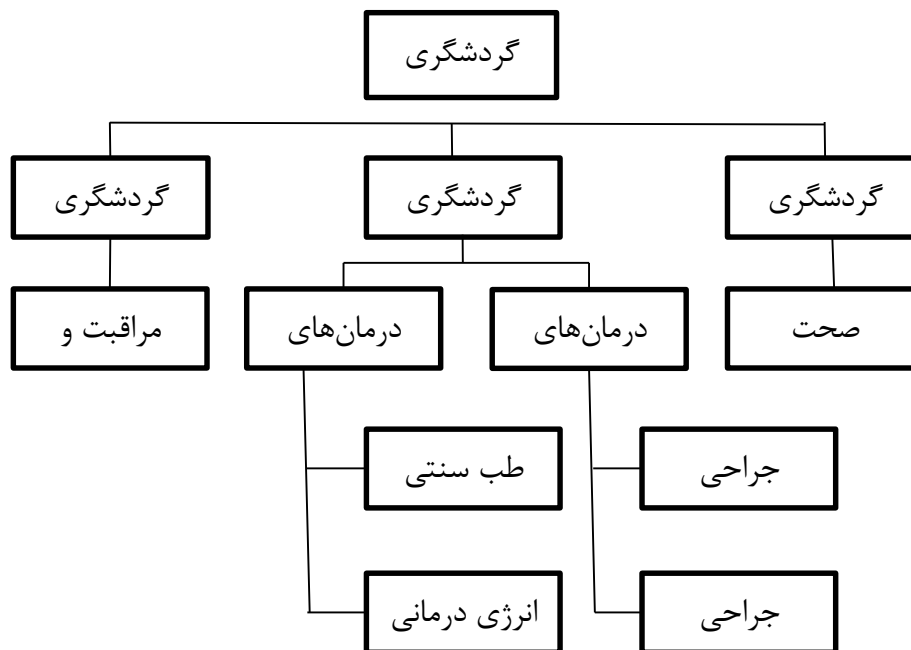 گردشگری
گردشگری
گردشگری
گردشگری
صحت
درمان‌های
درمان‌های
مراقبت و
جراحی
طب سنتی
جراحی
انرژی درمانی